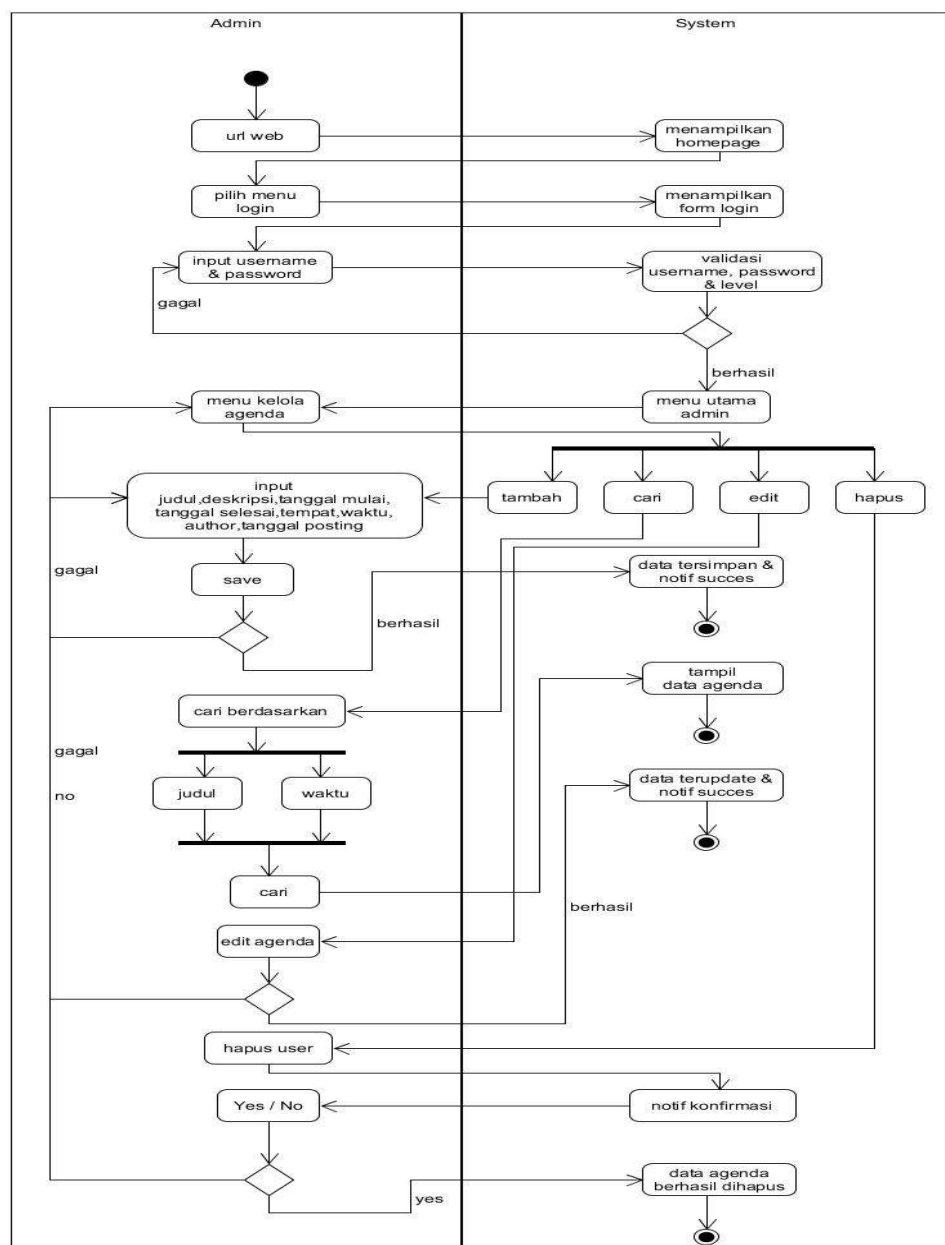 Admin
System
url web
menampilkan
homepage
pilih menu
login
menampilkan
form login
input username
& password
validasi
username, password
& level
gagal
berhasil
menu kelola
agenda
menu utama
admin
input
judul,deskripsi,tanggal mulai,
tanggal selesai,tempat,waktu,
author,tanggal posting
tambah
cari
edit
hapus
gagal
save
data tersimpan &
notif succes
berhasil
tampil
data agenda
cari berdasarkan
gagal
no
judul
waktu
data terupdate &
notif succes
cari
berhasil
edit agenda
hapus user
Yes / No
notif konfirmasi
data agenda
berhasil dihapus
yes